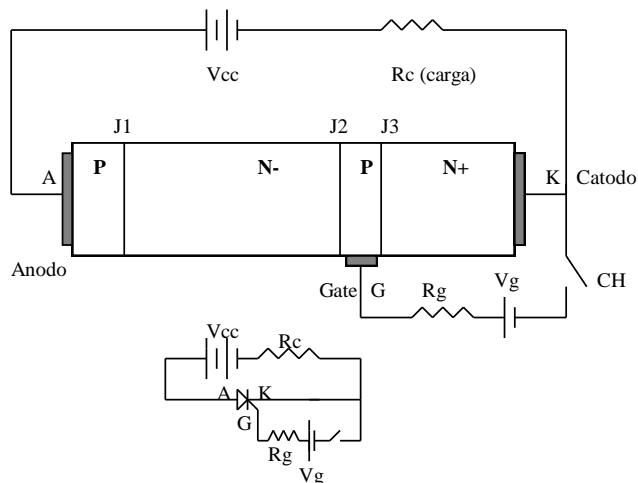 Vcc
Rc (carga)
J1
J2
J3
A
P
N-
P
N+
K
Catodo
Anodo
Gate
G
Rg
Vg
CH
Vcc
Rc
A
K
G
Rg
Vg